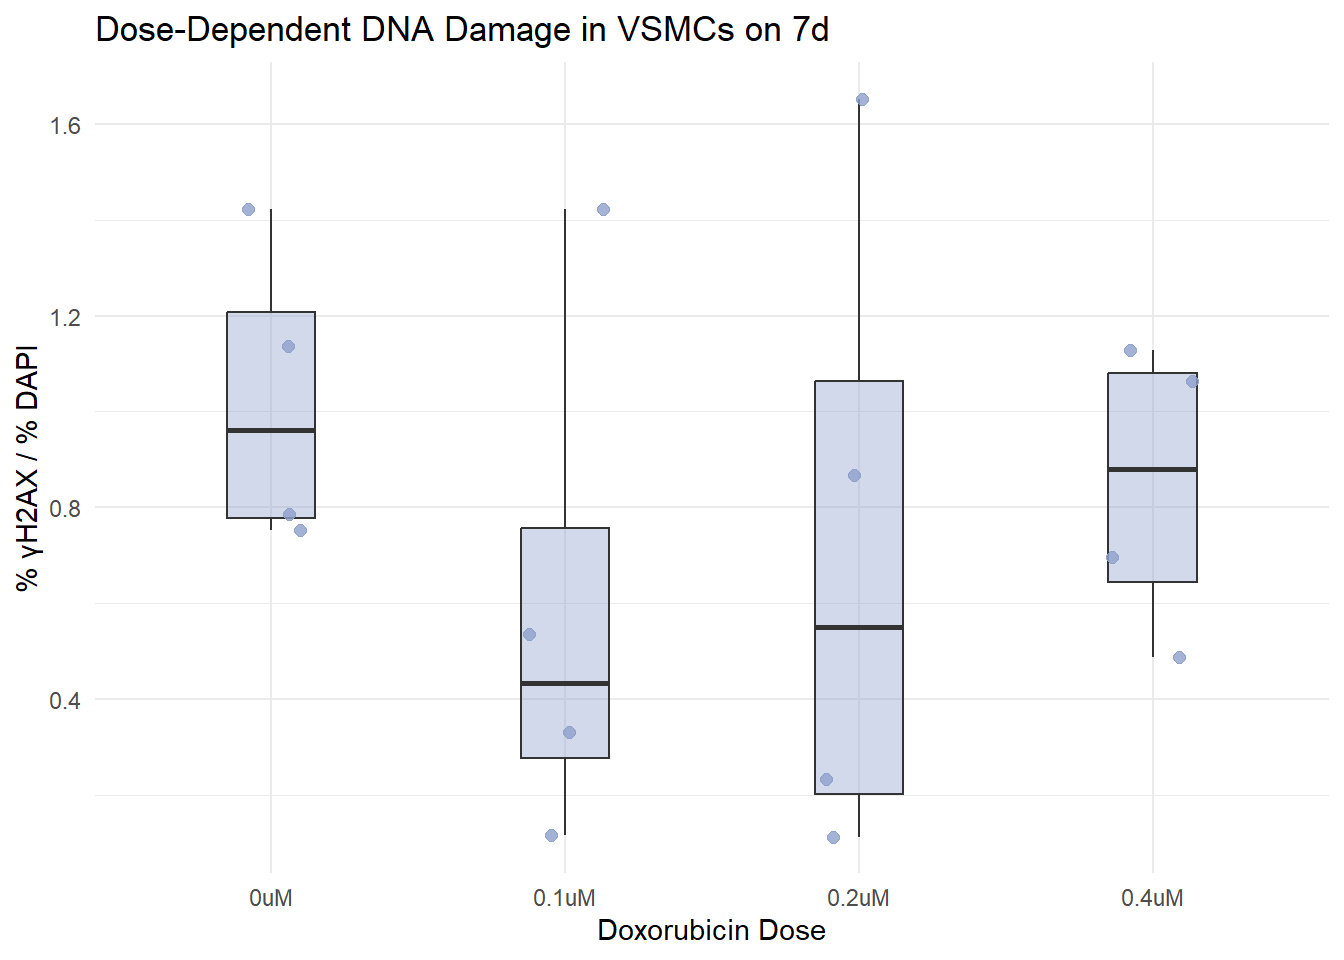 Dose-Dependent DNA Damage in VSMCs on 7d
% γH2AX / % DAPI
1.6
1.2
0.8
0.4
0uM
0.1uM
0.2uM
0.4uM
Doxorubicin Dose